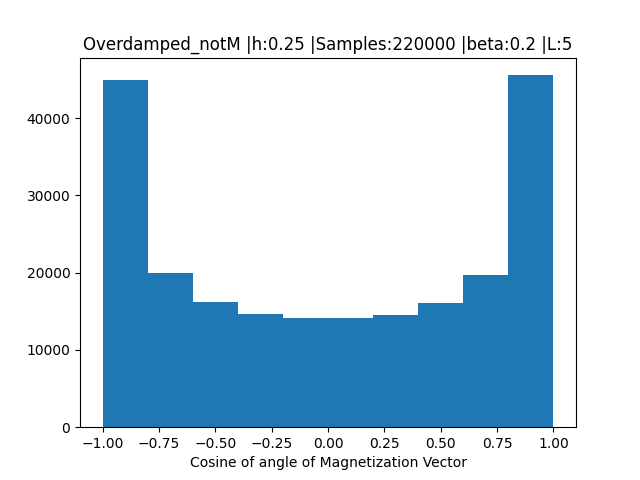 Overdamped_notM |h:0.25 |Samples:220000 |beta:0.2 |L:5
40000
30000
20000
10000
0
−1.00 −0.75 −0.50 −0.25 0.00 0.25 0.50 0.75 1.00
Cosine of angle of Magnetization Vector